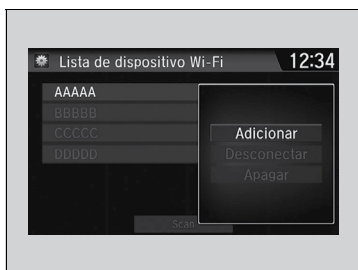 Lista de dispositivo Wi-Fi 12:34
AAAAA
BBBBB
CCCCC
DDDDD
Adicionar
Desconectar
Apagar
Scan